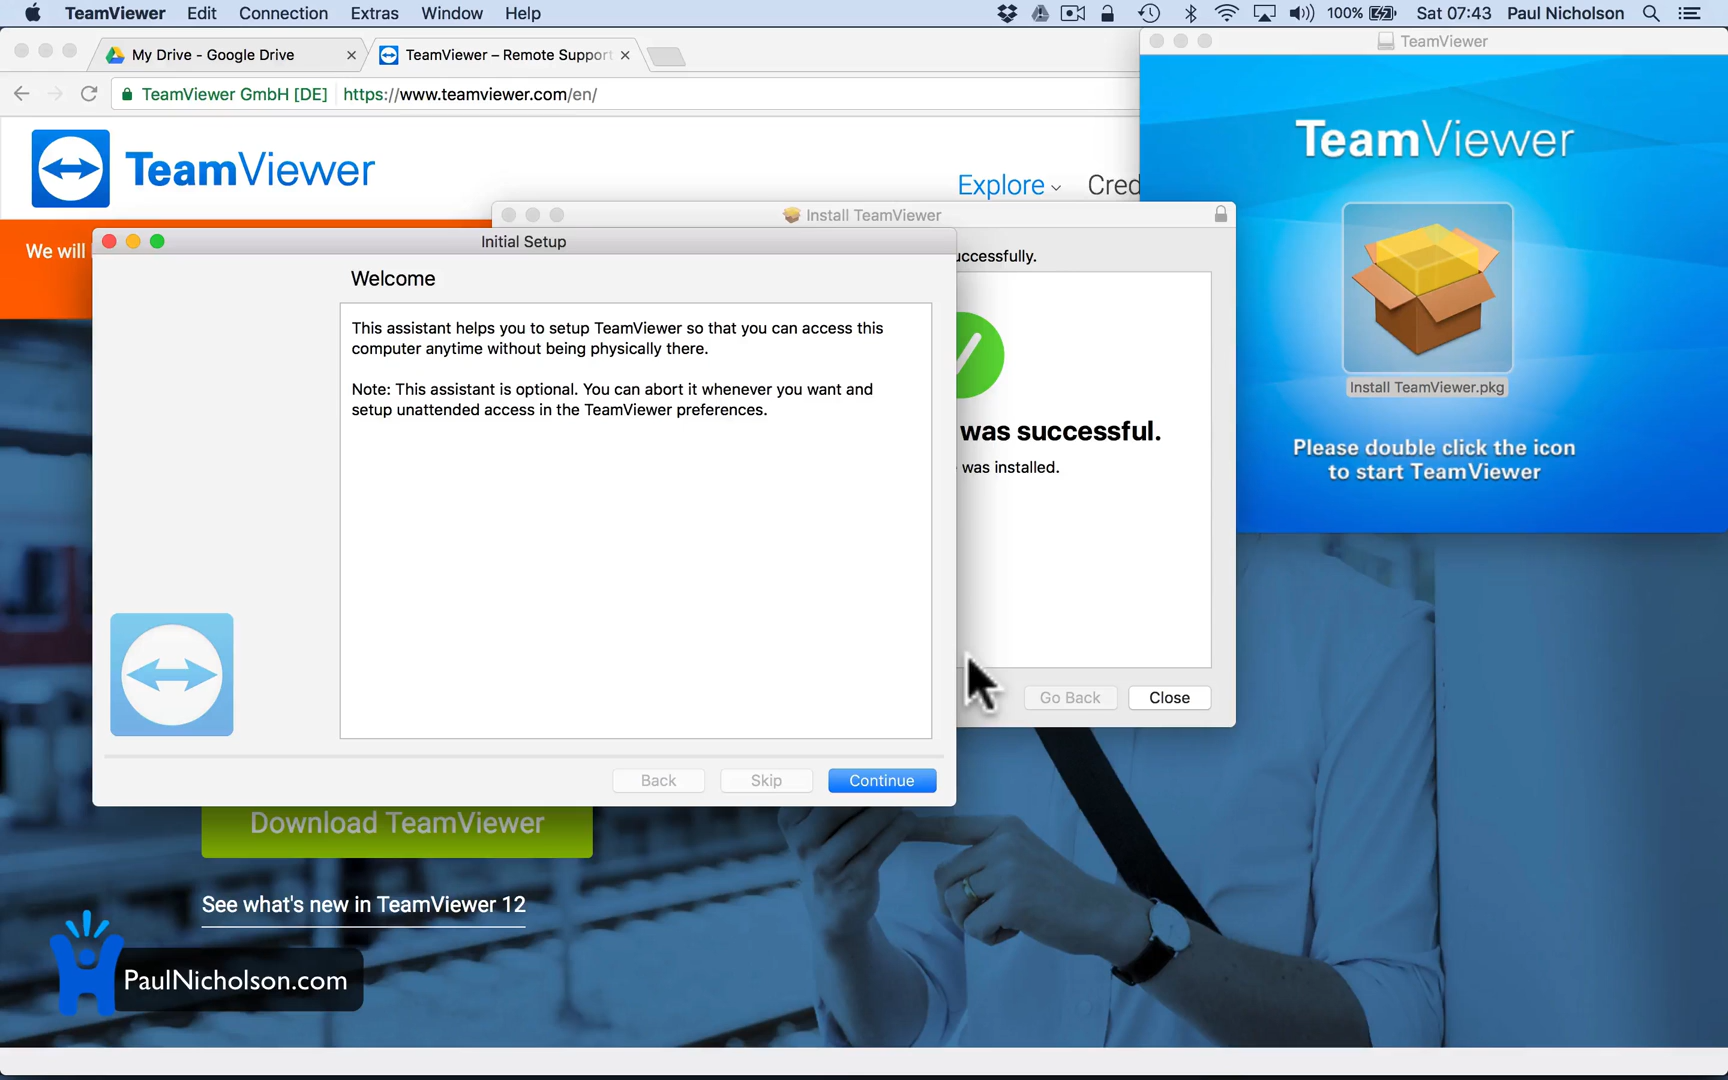 TeamViewer Edit Connection Extras Window Help 100% Sat 07:43 Paul Nicholson
My Drive - Google Drive
TeamViewer – Remote Support
TeamViewer GmbH [DE] https://www.teamviewer.com/en/
TeamViewer
Explore
Cred
We will
TeamViewer
TeamViewer
Install TeamViewer.pkg
Please double click the icon
to start TeamViewer
Install TeamViewer
uccessfully.
was successful.
was installed.
Go Back Close
Initial Setup
Welcome
This assistant helps you to setup TeamViewer so that you can access this
computer anytime without being physically there.
Note: This assistant is optional. You can abort it whenever you want and
setup unattended access in the TeamViewer preferences.
Back Skip Continue
Download TeamViewer
See what's new in TeamViewer 12
PaulNicholson.com